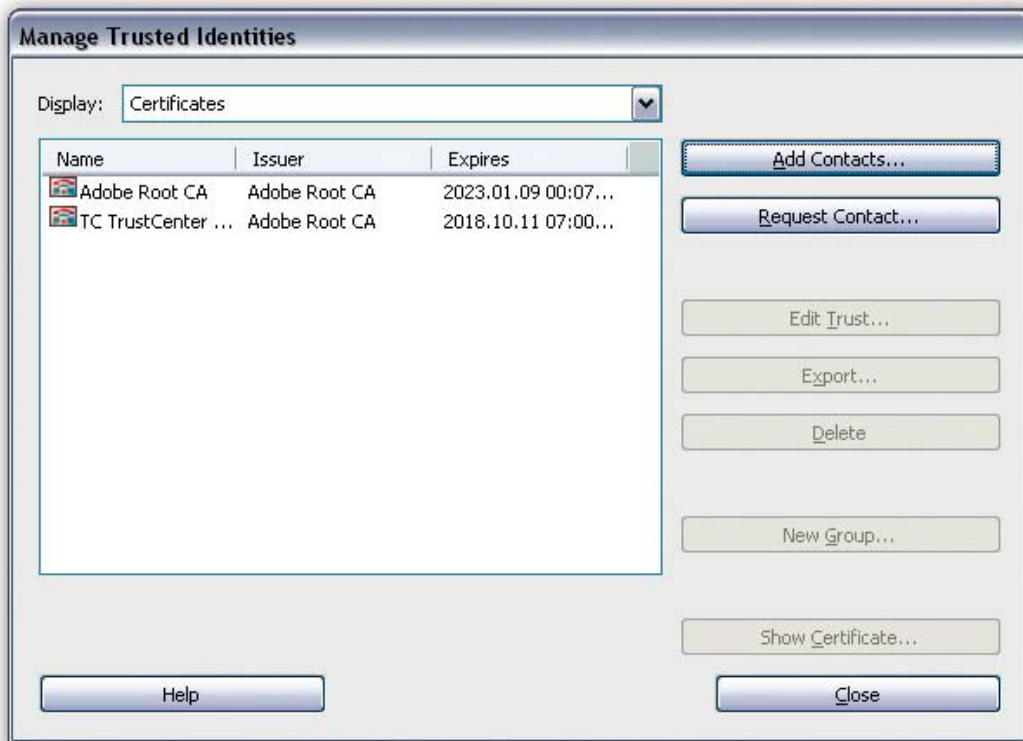 Manage Trusted Identities
Display: Certificates
Name Issuer Expires
Adobe Root CA Adobe Root CA 2023.01.09 00:07...
TC TrustCenter ... Adobe Root CA 2018.10.11 07:00...
Add Contacts...
Request Contact...
Edit Trust...
Export...
Delete
New Group...
Show Certificate...
Help
Close